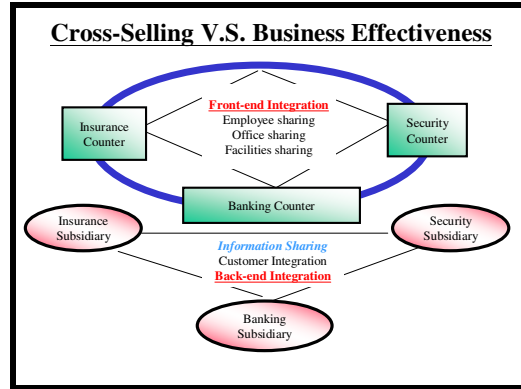 Cross-Selling V.S. Business Effectiveness
Front-end Integration
Employee sharing
Office sharing
Facilities sharing
Insurance
Counter
Security
Counter
Banking Counter
Insurance
Subsidiary
Security
Subsidiary
Information Sharing
Customer Integration
Back-end Integration
Banking
Subsidiary